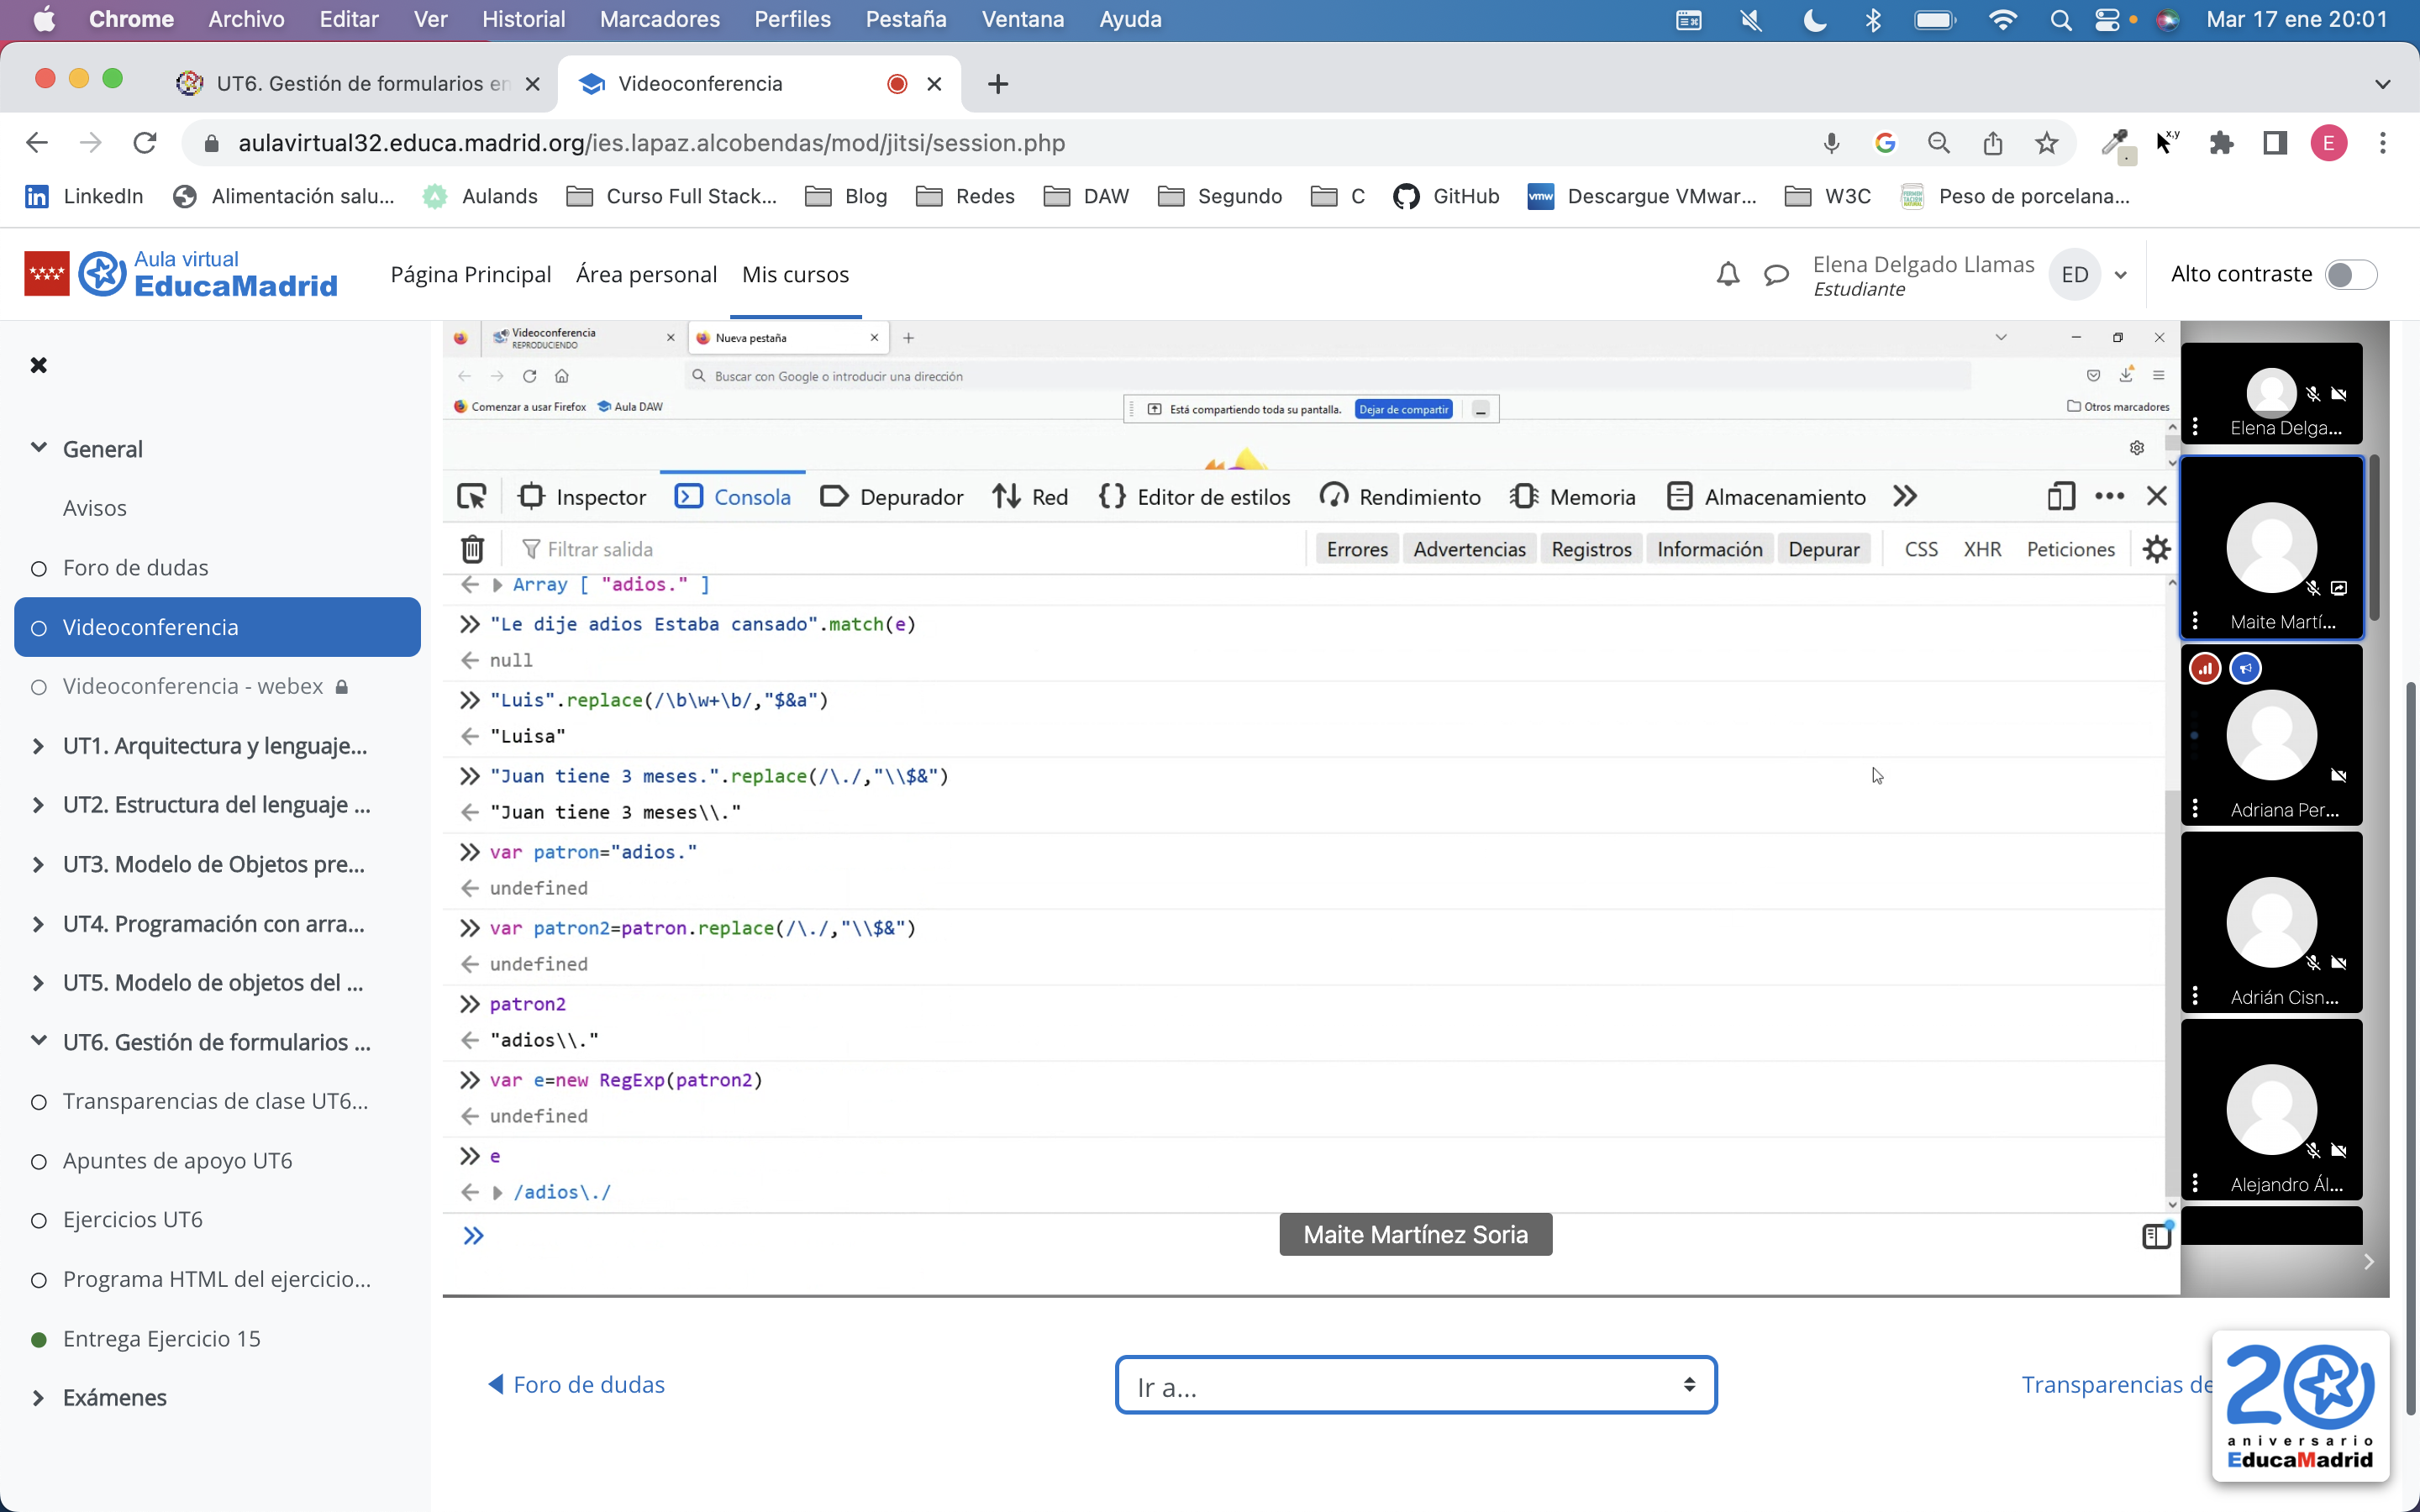 Chrome Archivo Editar Ver Historial Marcadores Perfiles Pestaña Ventana Ayuda Mar 17 ene 20:01
UT6. Gestión de formularios en Videoconferencia
aulavirtual32.educa.madrid.org/ies.lapaz.alcobendas/mod/jitsi/session.php x,y E
in LinkedIn Alimentación salu... Aulands Curso Full Stack... Blog Redes DAW Segundo C GitHub vmw Descargue VMwar... W3C Peso de porcelana...
Aula virtual
EducaMadrid
Página Principal Área personal Mis cursos
Elena Delgado Llamas
Estudiante
ED
Alto contraste
General
Avisos
Foro de dudas
Videoconferencia
Videoconferencia - webex
UT1. Arquitectura y lenguaje...
UT2. Estructura del lenguaje ...
UT3. Modelo de Objetos pre...
UT4. Programación con arra...
UT5. Modelo de objetos del ...
UT6. Gestión de formularios ...
Transparencias de clase UT6...
Apuntes de apoyo UT6
Ejercicios UT6
Programa HTML del ejercicio...
Entrega Ejercicio 15
Exámenes
Videoconferencia
REPRODUCIENDO
Nueva pestaña
Buscar con Google o introducir una dirección
Comenzar a usar Firefox Aula DAW
Está compartiendo toda su pantalla. Dejar de compartir
Otros marcadores
Inspector Consola Depurador Red Editor de estilos Rendimiento Memoria Almacenamiento
Filtrar salida Errores Advertencias Registros Información Depurar CSS XHR Peticiones
Array [ "adios." ]
"Le dije adios Estaba cansado".match(e)
null
"Luis".replace(/\b\w+\b/,"$&a")
"Luisa"
"Juan tiene 3 meses.".replace(/\./,"\\$&")
"Juan tiene 3 meses\\."
var patron="adios."
undefined
var patron2=patron.replace(/\./,"\\$&")
undefined
patron2
"adios\\."
var e=new RegExp(patron2)
undefined
e
/adios\./
Maite Martínez Soria
Elena Delga...
Maite Martí...
Adriana Per...
Adrián Cisn...
Alejandro Ál...
Foro de dudas
Ir a...
Transparencias de
20
aniversario
EducaMadrid